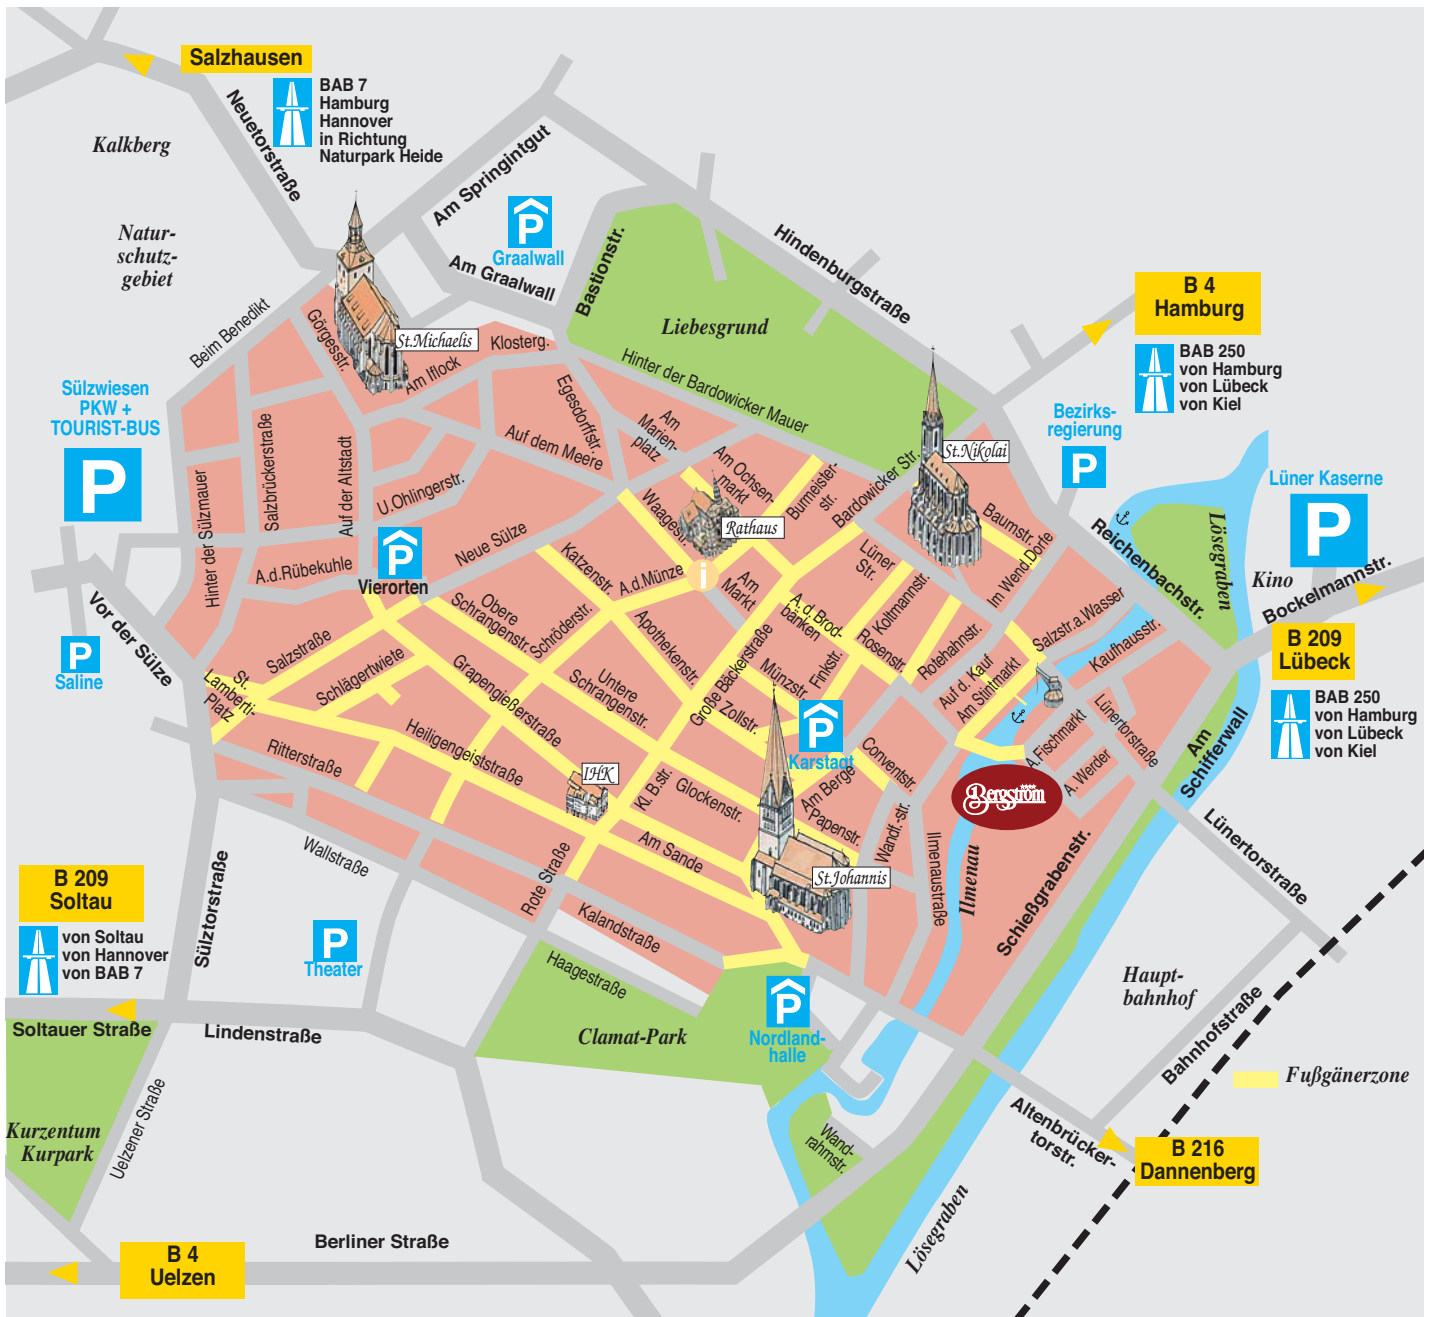 Salzhausen
BAB 7
Hamburg
Hannover
in Richtung
Naturpark Heide
Neuetorstraße
Kalkberg
Natur-
schutz-
gebiet
Am Springintgut
P
Graalwall
Am Graalwall
Bastionstr.
Hindenburgstraße
Liebesgrund
B 4
Hamburg
BAB 250
von Hamburg
von Lübeck
von Kiel
Beim Benedikt
Görgesstr.
St.Michaelis
Am Iflock
Klosterg.
Hinter der Bardowicker Mauer
Sülzwiesen
PKW +
TOURIST-BUS
P
Bezirks-
regierung
P
Lüner Kaserne
P
Egesdorffstr.
Am
Marien-
platz
Auf dem Meere
Am Ochsen-
markt
Burmeister-
str.
Bardowicker Str.
St.Nikolai
Salzbrückerstraße
Auf der Altstadt
Hinter der Sülzmauer
U.Ohlingerstr.
Waagestr.
Rathaus
Baumstr.
Reichenbachstr.
Lösegraben
Kino
Bockelmannstr.
P
Vierorten
A.d.Rübekuhle
Neue Sülze
Katzenstr.
A.d.Münze
i
Am
Markt
Lüner
Str.
Koltmannstr.
Im Wend.Dorfe
Vor der Sülze
P
Saline
Obere
Schrangenstr.
Schröderstr.
Apothekenstr.
A.d.Brod-
bänken
Rosenstr.
Rotehahnstr.
Salzstr.a.Wasser
Kaufhausstr.
B 209
Lübeck
BAB 250
von Hamburg
von Lübeck
von Kiel
Salzstraße
Schlägertwiete
St.
Lamberti-
Platz
Grapengießerstraße
Untere
Schrangenstr.
Große Bäckerstraße
Münzstr.
Finkstr.
Zollstr.
Auf d. Kauf
Am Stintmarkt
Lünertorstraße
Am
Schifferwall
P
Karstadt
Ritterstraße
Heiligengeiststraße
IHK
Kl. B.str.
Glockenstr.
Am Berge
Conventstr.
Papenstr.
A.Fischmarkt
A. Werder
Bergström
Wallstraße
Am Sande
Wandf.-str.
St.Johannis
Ilmenaustraße
Ilmenau
Schießgrabenstr.
Lünertorstraße
B 209
Soltau
von Soltau
von Hannover
von BAB 7
Sülztorstraße
P
Theater
Rote Straße
Kalandstraße
Haagestraße
Clamat-Park
P
Nordland-
halle
Haupt-
bahnhof
Bahnhofstraße
Fußgänerzone
Soltauer Straße
Lindenstraße
Uelzener Straße
Kurzentum
Kurpark
Wand-
rahmstr.
Altenbrücker-
torstr.
B 216
Dannenberg
Lösegraben
Berliner Straße
B 4
Uelzen